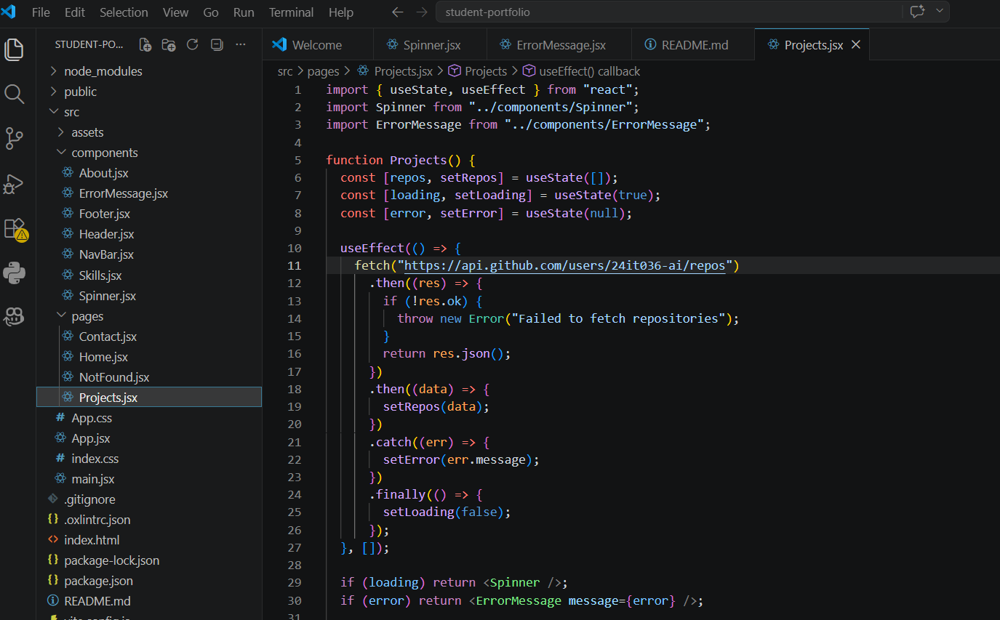 File Edit Selection View Go Run Terminal Help
student-portfolio
STUDENT-PO...
Welcome
Spinner.jsx
ErrorMessage.jsx
README.md
Projects.jsx
node_modules
public
src
assets
components
About.jsx
ErrorMessage.jsx
Footer.jsx
Header.jsx
NavBar.jsx
Skills.jsx
Spinner.jsx
pages
Contact.jsx
Home.jsx
NotFound.jsx
Projects.jsx
# App.css
App.jsx
# index.css
main.jsx
.gitignore
{} .oxlintrc.json
<> index.html
{} package-lock.json
{} package.json
README.md
src > pages > Projects.jsx > Projects > useEffect() callback
1 import { useState, useEffect } from "react";
2 import Spinner from "../components/Spinner";
3 import ErrorMessage from "../components/ErrorMessage";
4
5 function Projects() {
6 const [repos, setRepos] = useState([]);
7 const [loading, setLoading] = useState(true);
8 const [error, setError] = useState(null);
9
10 useEffect(() => {
11 fetch("https://api.github.com/users/24it036-ai/repos")
12 .then((res) => {
13 if (!res.ok) {
14 throw new Error("Failed to fetch repositories");
15 }
16 return res.json();
17 })
18 .then((data) => {
19 setRepos(data);
20 })
21 .catch((err) => {
22 setError(err.message);
23 })
24 .finally(() => {
25 setLoading(false);
26 });
27 }, []);
28
29 if (loading) return <Spinner />;
30 if (error) return <ErrorMessage message={error} />;
31